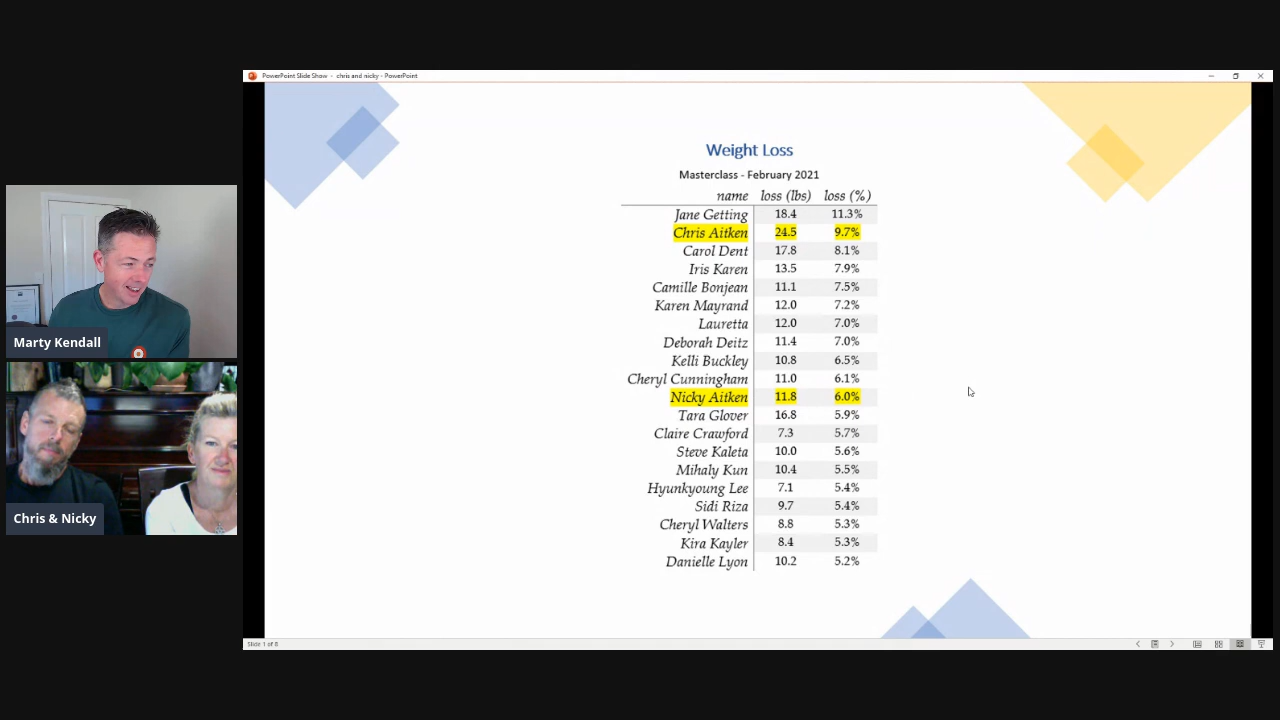 PowerPoint Slide Show - chris and nicky - PowerPoint
Weight Loss
Masterclass - February 2021
name loss (lbs) loss (%)
Jane Getting 18.4 11.3%
Chris Aitken 24.5 9.7%
Carol Dent 17.8 8.1%
Iris Karen 13.5 7.9%
Camille Bonjean 11.1 7.5%
Karen Mayrand 12.0 7.2%
Lauretta 12.0 7.0%
Deborah Deitz 11.4 7.0%
Kelli Buckley 10.8 6.5%
Cheryl Cunningham 11.0 6.1%
Nicky Aitken 11.8 6.0%
Tara Glover 16.8 5.9%
Claire Crawford 7.3 5.7%
Steve Kaleta 10.0 5.6%
Mihaly Kun 10.4 5.5%
Hyunkyoung Lee 7.1 5.4%
Sidi Riza 9.7 5.4%
Cheryl Walters 8.8 5.3%
Kira Kayler 8.4 5.3%
Danielle Lyon 10.2 5.2%
Slide 1 of 8
Marty Kendall
Chris & Nicky